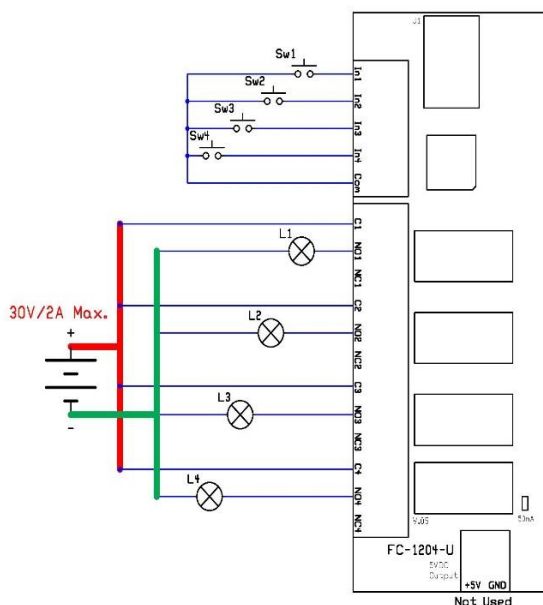 J1
Sw1
In1
Sw2
In2
Sw3
In3
Sw4
In4
Com
C1
L1
NO1
NC1
C2
30V/2A Max.
L2
NO2
+
NC2
C3
L3
NO3
-
NC3
C4
L4
NO4
NC4
50mA
FC-1204-U
5VDC
Output
+5V GND
Not Used